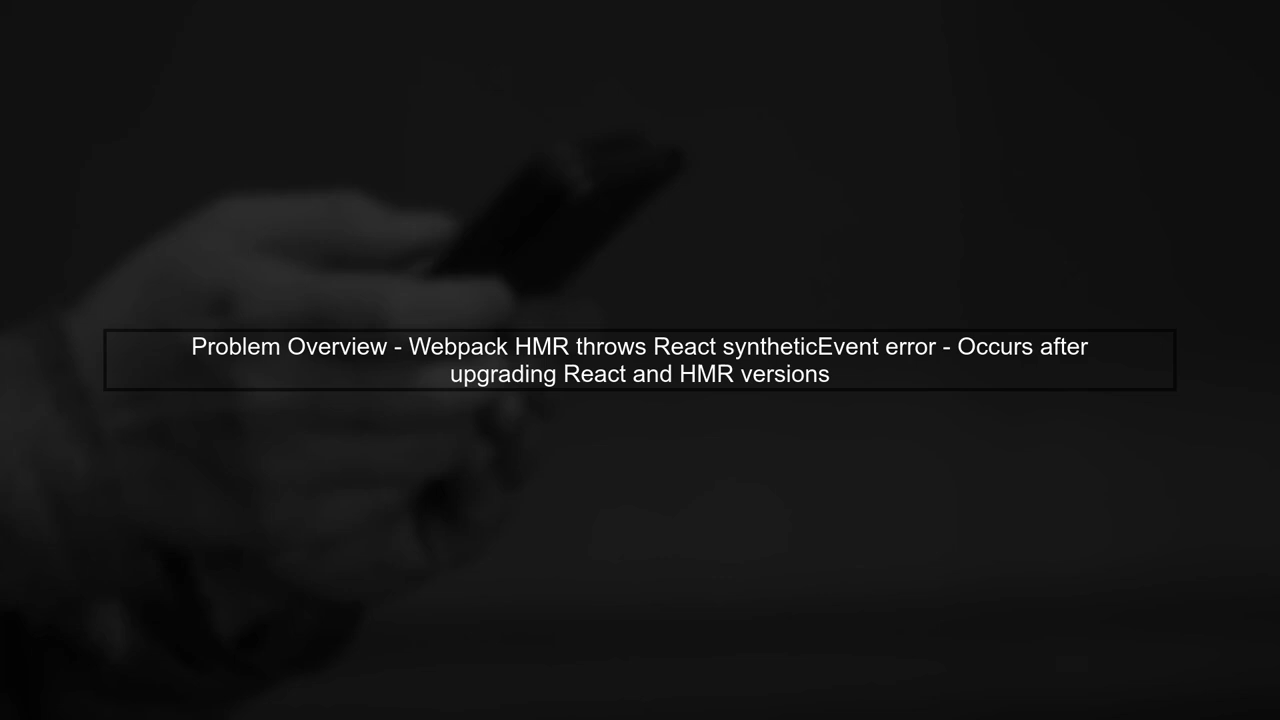 Problem Overview - Webpack HMR throws React syntheticEvent error - Occurs after
upgrading React and HMR versions